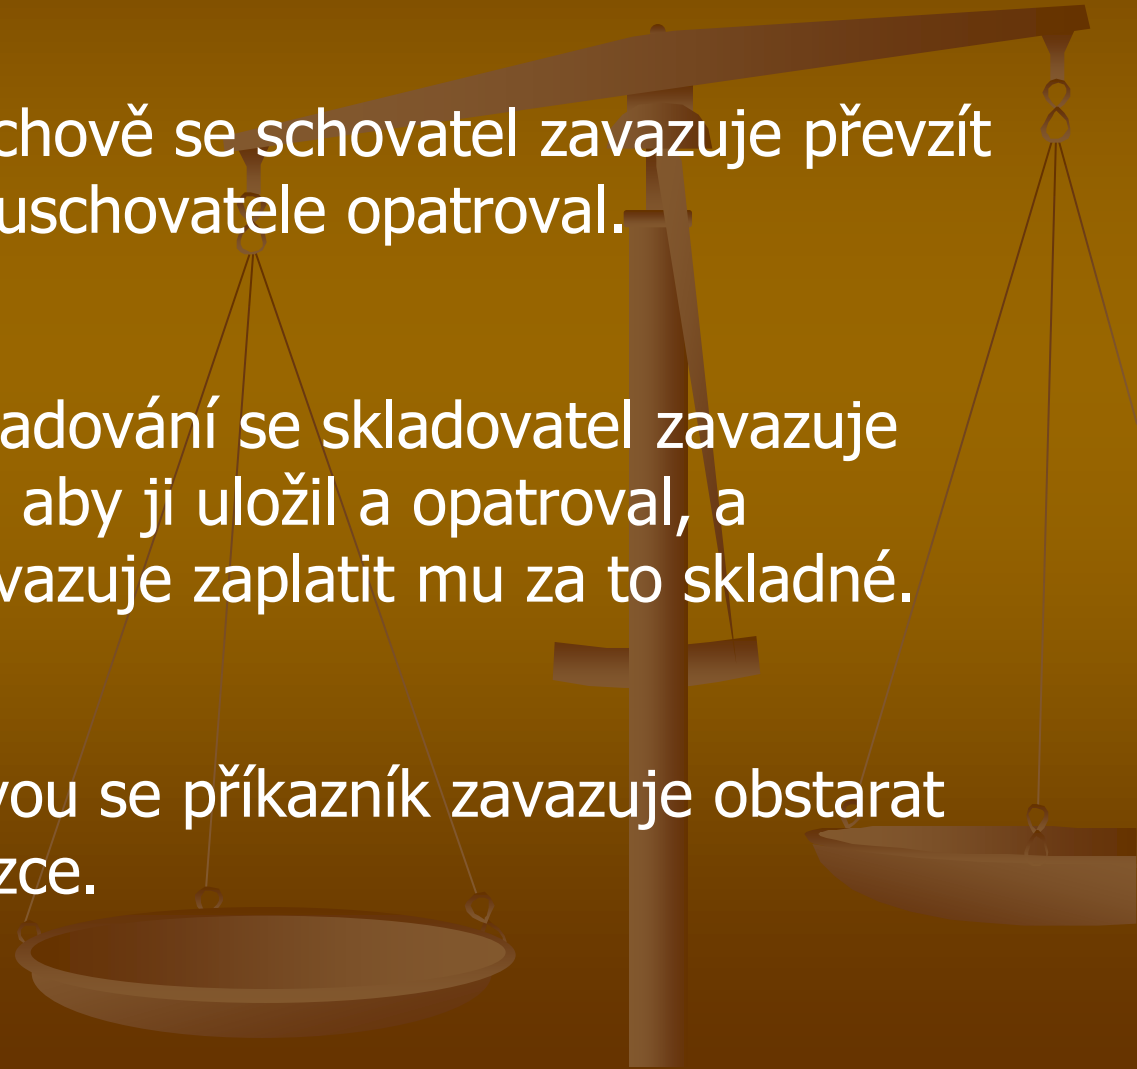 chově se schovatel zavazuje převzít
uschovatele opatroval.
adování se skladovatel zavazuje
aby ji uložil a opatroval, a
vazuje zaplatit mu za to skladné.
vou se příkazník zavazuje obstarat
zce.